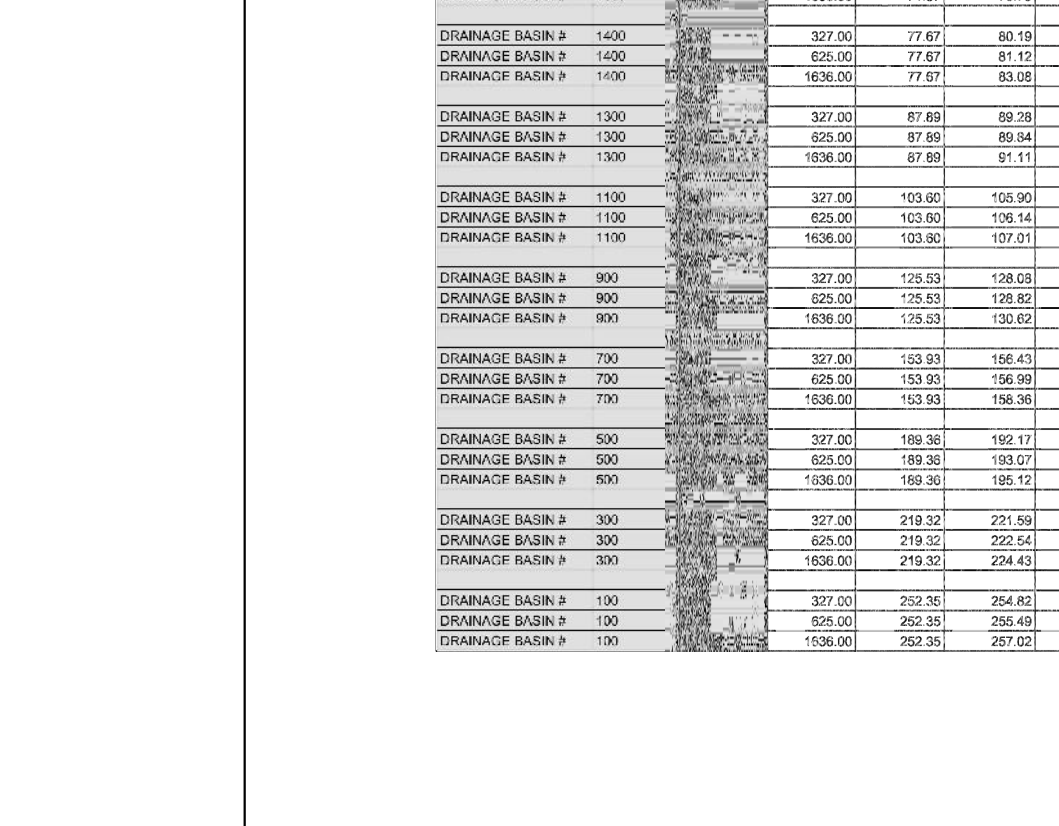 DRAINAGE BASIN # 1400 327.00 77.67 80.19
DRAINAGE BASIN # 1400 625.00 77.67 81.12
DRAINAGE BASIN # 1400 1636.00 77.67 83.08
DRAINAGE BASIN # 1300 327.00 87.89 89.28
DRAINAGE BASIN # 1300 625.00 87.89 89.84
DRAINAGE BASIN # 1300 1636.00 87.89 91.11
DRAINAGE BASIN # 1100 327.00 103.60 105.90
DRAINAGE BASIN # 1100 625.00 103.60 106.14
DRAINAGE BASIN # 1100 1636.00 103.60 107.01
DRAINAGE BASIN # 900 327.00 125.53 128.08
DRAINAGE BASIN # 900 625.00 125.53 128.82
DRAINAGE BASIN # 900 1636.00 125.53 130.62
DRAINAGE BASIN # 700 327.00 153.93 156.43
DRAINAGE BASIN # 700 625.00 153.93 156.99
DRAINAGE BASIN # 700 1636.00 153.93 158.36
DRAINAGE BASIN # 500 327.00 189.36 192.17
DRAINAGE BASIN # 500 625.00 189.36 193.07
DRAINAGE BASIN # 500 1636.00 189.36 195.12
DRAINAGE BASIN # 300 327.00 219.32 221.59
DRAINAGE BASIN # 300 625.00 219.32 222.54
DRAINAGE BASIN # 300 1636.00 219.32 224.43
DRAINAGE BASIN # 100 327.00 252.35 254.82
DRAINAGE BASIN # 100 625.00 252.35 255.49
DRAINAGE BASIN # 100 1636.00 252.35 257.02